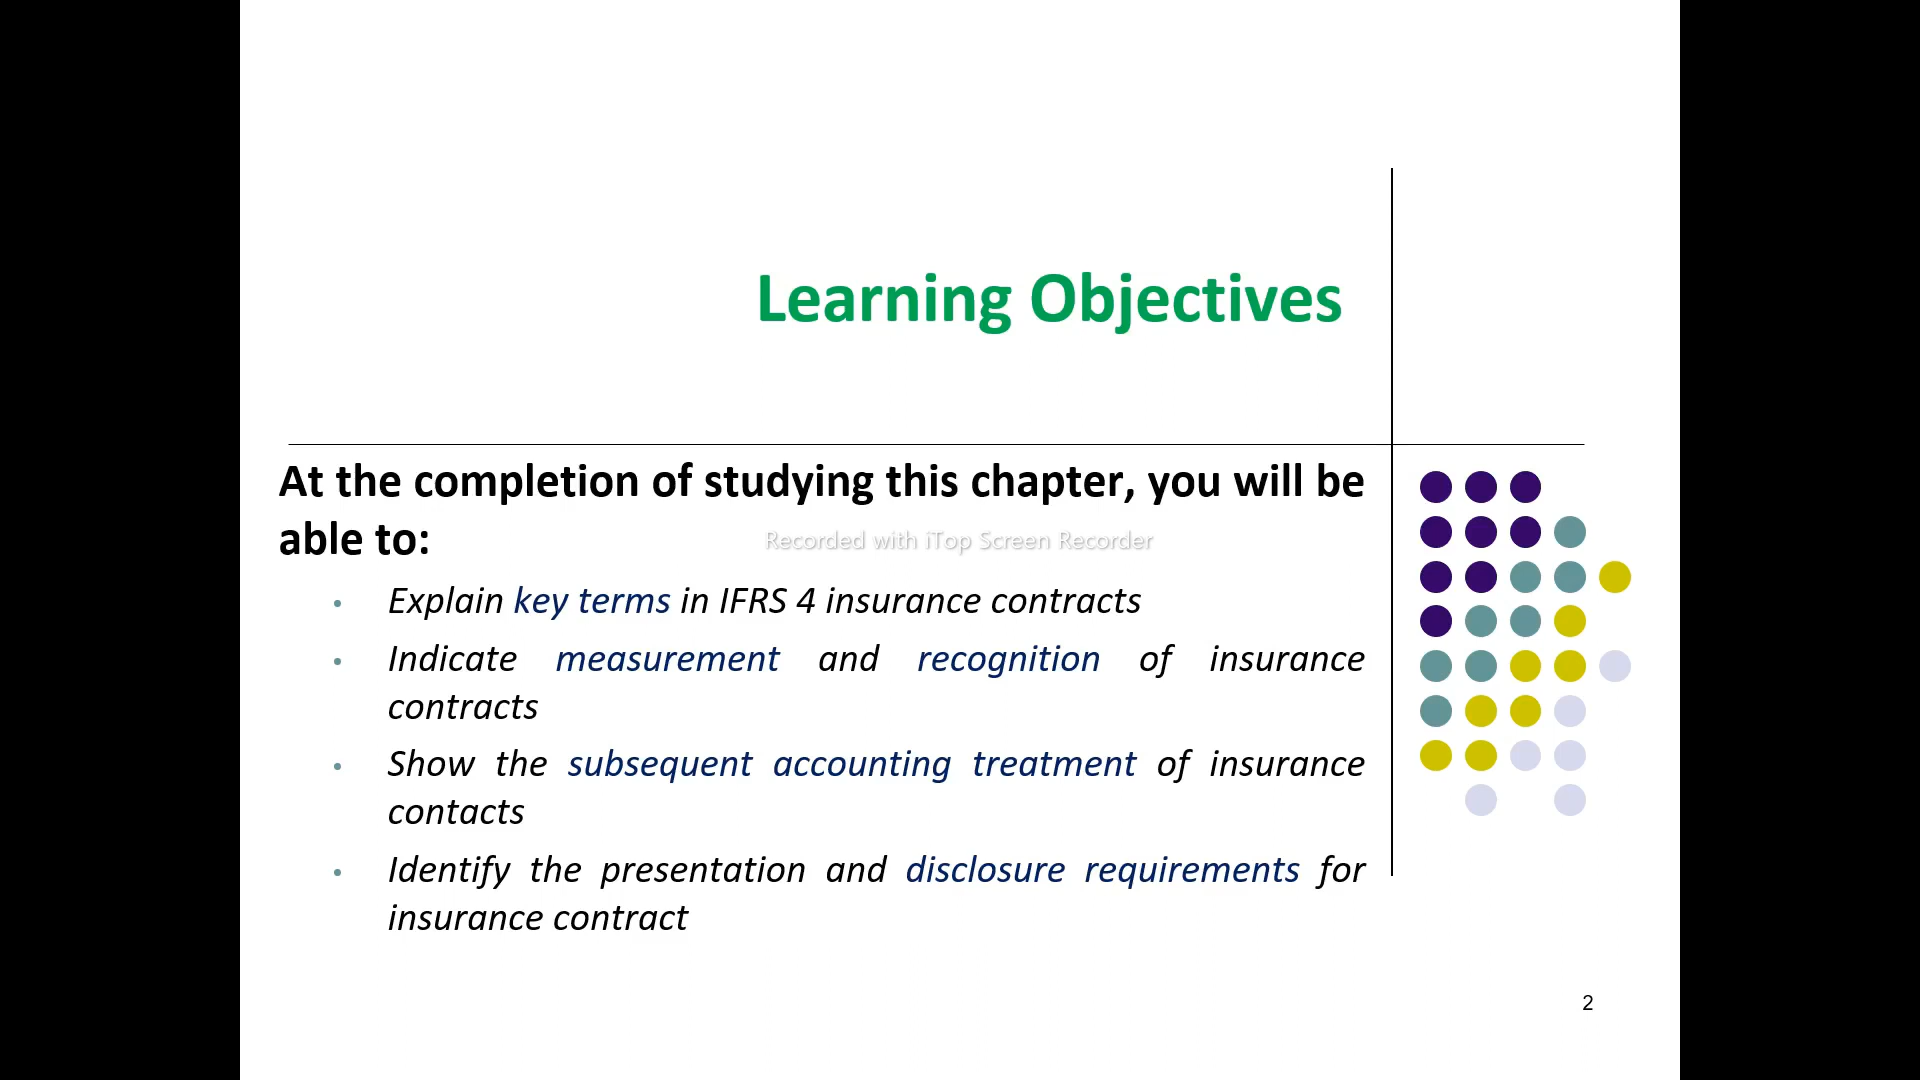 Learning Objectives
At the completion of studying this chapter, you will be
able to:
Recorded with iTop Screen Recorder
• Explain key terms in IFRS 4 insurance contracts
• Indicate measurement and recognition of insurance
contracts
• Show the subsequent accounting treatment of insurance
contacts
• Identify the presentation and disclosure requirements for
insurance contract
2